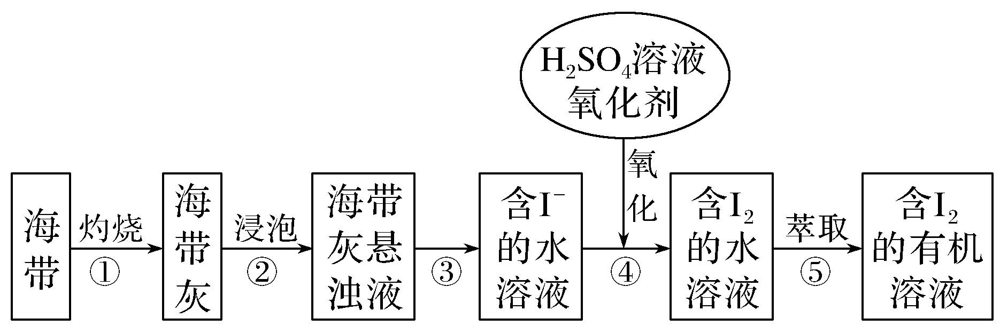 H₂SO₄溶液
氧化剂
氧
化
海
带
灼烧
①
海
带
灰
浸泡
②
海带
灰悬
浊液
③
含I⁻
的水
溶液
④
含I₂
的水
溶液
萃取
⑤
含I₂
的有机
溶液